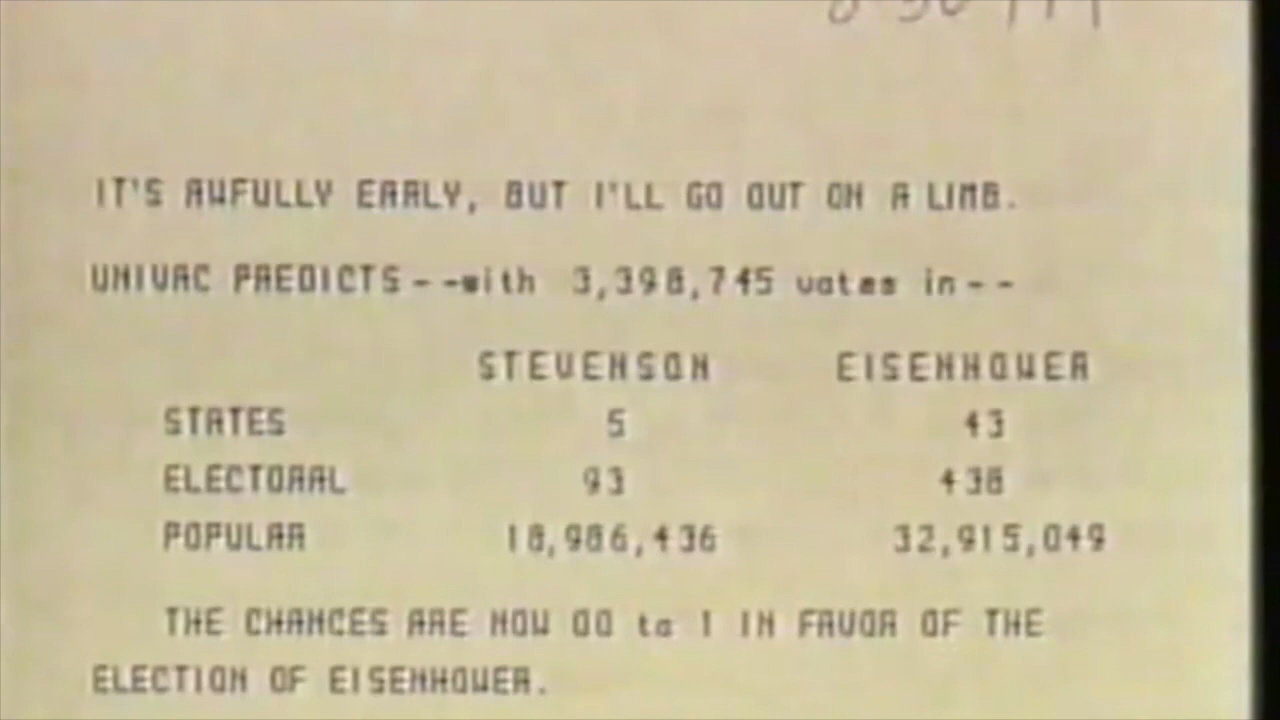 IT'S AWFULLY EARLY, BUT I'LL GO OUT ON A LIMB.
UNIVAC PREDICTS--with 3,398,745 votes in--
STEVENSON EISENHOWER
STATES 5 43
ELECTORAL 93 438
POPULAR 18,986,436 32,915,049
THE CHANCES ARE NOW 00 to 1 IN FAVOR OF THE
ELECTION OF EISENHOWER.